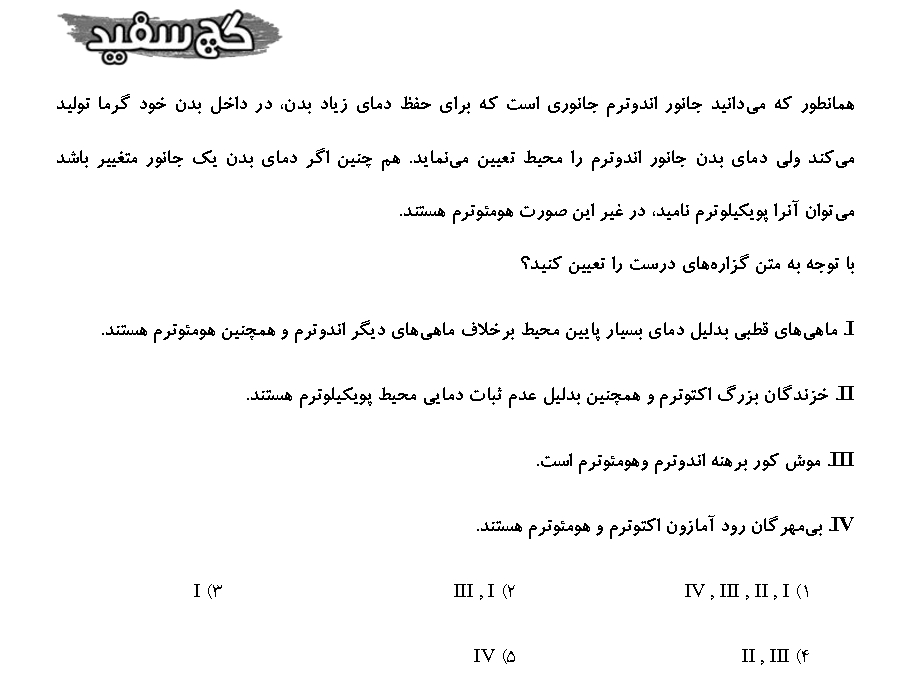 گچ سفید
همانطور که می‌دانید جانور اندوترم جانوری است که برای حفظ دمای زیاد بدن، در داخل بدن خود گرما تولید
می‌کند ولی دمای بدن جانور اندوترم را محیط تعیین می‌نماید. هم چنین اگر دمای بدن یک جانور متغییر باشد
می‌توان آنرا پویکیلوترم نامید، در غیر این صورت هومئوترم هستند.
با توجه به متن گزاره‌های درست را تعیین کنید؟
I. ماهی‌های قطبی بدلیل دمای بسیار پایین محیط برخلاف ماهی‌های دیگر اندوترم و همچنین هومئوترم هستند.
II. خزندگان بزرگ اکتوترم و همچنین بدلیل عدم ثبات دمایی محیط پویکیلوترم هستند.
III. موش کور برهنه اندوترم وهومئوترم است.
IV. بی‌مهرگان رود آمازون اکتوترم و هومئوترم هستند.
۱) I , II , III , IV ۲) I , III ۳) I
۴) II , III ۵) IV